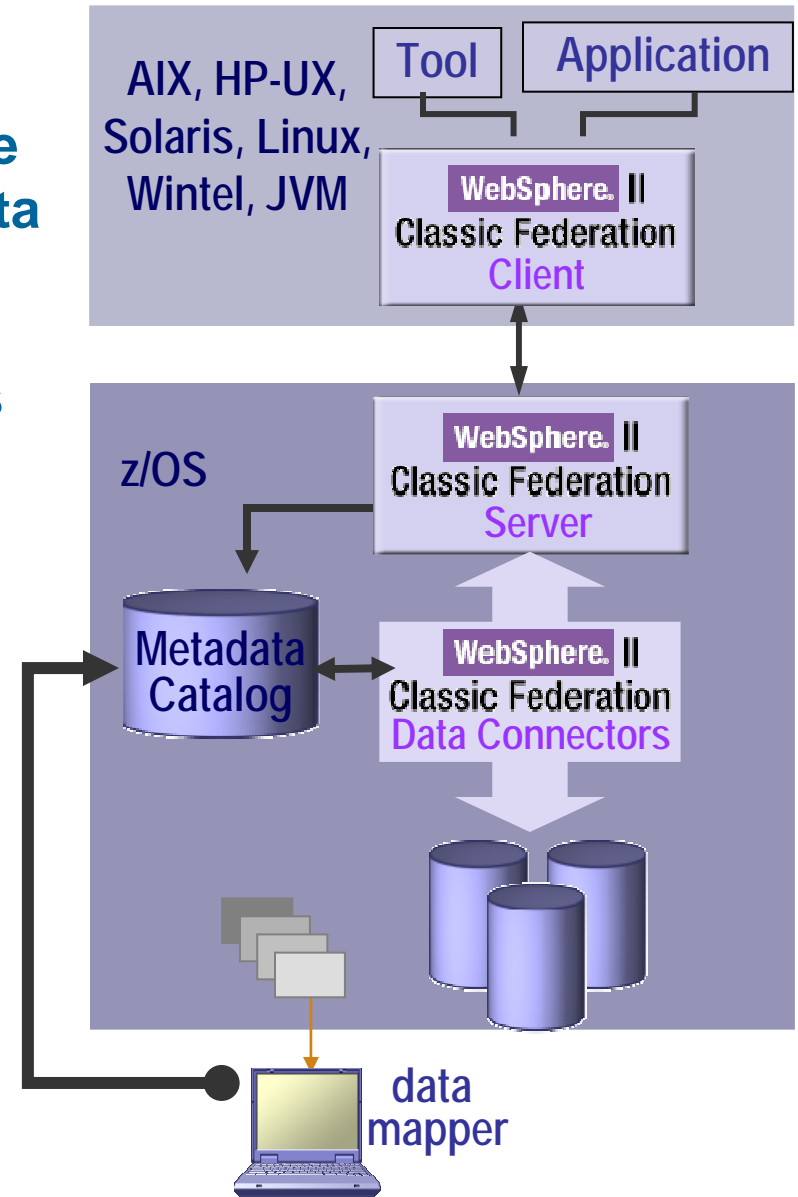 AIX, HP-UX,
Solaris, Linux,
Wintel, JVM
Tool
Application
WebSphere. II
Classic Federation
Client
z/OS
WebSphere. II
Classic Federation
Server
Metadata
Catalog
WebSphere. II
Classic Federation
Data Connectors
data
mapper